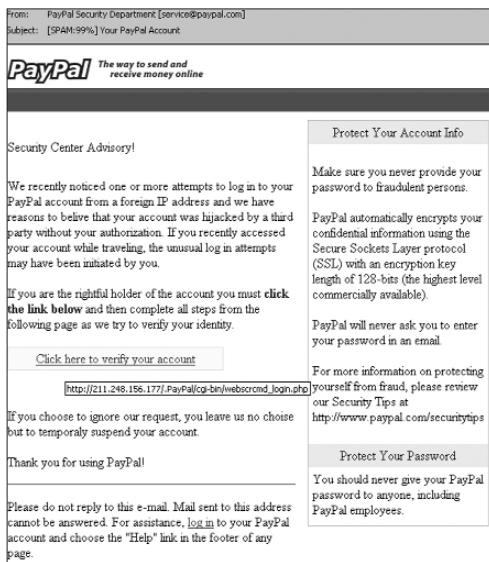 From: PayPal Security Department [service@paypal.com]
Subject: [SPAM:99%] Your PayPal Account
PayPal The way to send and
receive money online
Security Center Advisory!
We recently noticed one or more attempts to log in to your
PayPal account from a foreign IP address and we have
reasons to belive that your account was hijacked by a third
party without your authorization. If you recently accessed
your account while traveling, the unusual log in attempts
may have been initiated by you.
If you are the rightful holder of the account you must click
the link below and then complete all steps from the
following page as we try to verify your identity.
Click here to verify your account
http://211.248.156.177/.PayPal/cgi-bin/webscrcmd_login.php
If you choose to ignore our request, you leave us no choise
but to temporaly suspend your account.
Thank you for using PayPal!
Please do not reply to this e-mail. Mail sent to this address
cannot be answered. For assistance, log in to your PayPal
account and choose the "Help" link in the footer of any
page.
Protect Your Account Info
Make sure you never provide your
password to fraudulent persons.
PayPal automatically encrypts your
confidential information using the
Secure Sockets Layer protocol
(SSL) with an encryption key
length of 128-bits (the highest level
commercially available).
PayPal will never ask you to enter
your password in an email.
For more information on protecting
yourself from fraud, please review
our Security Tips at
http://www.paypal.com/securitytips
Protect Your Password
You should never give your PayPal
password to anyone, including
PayPal employees.